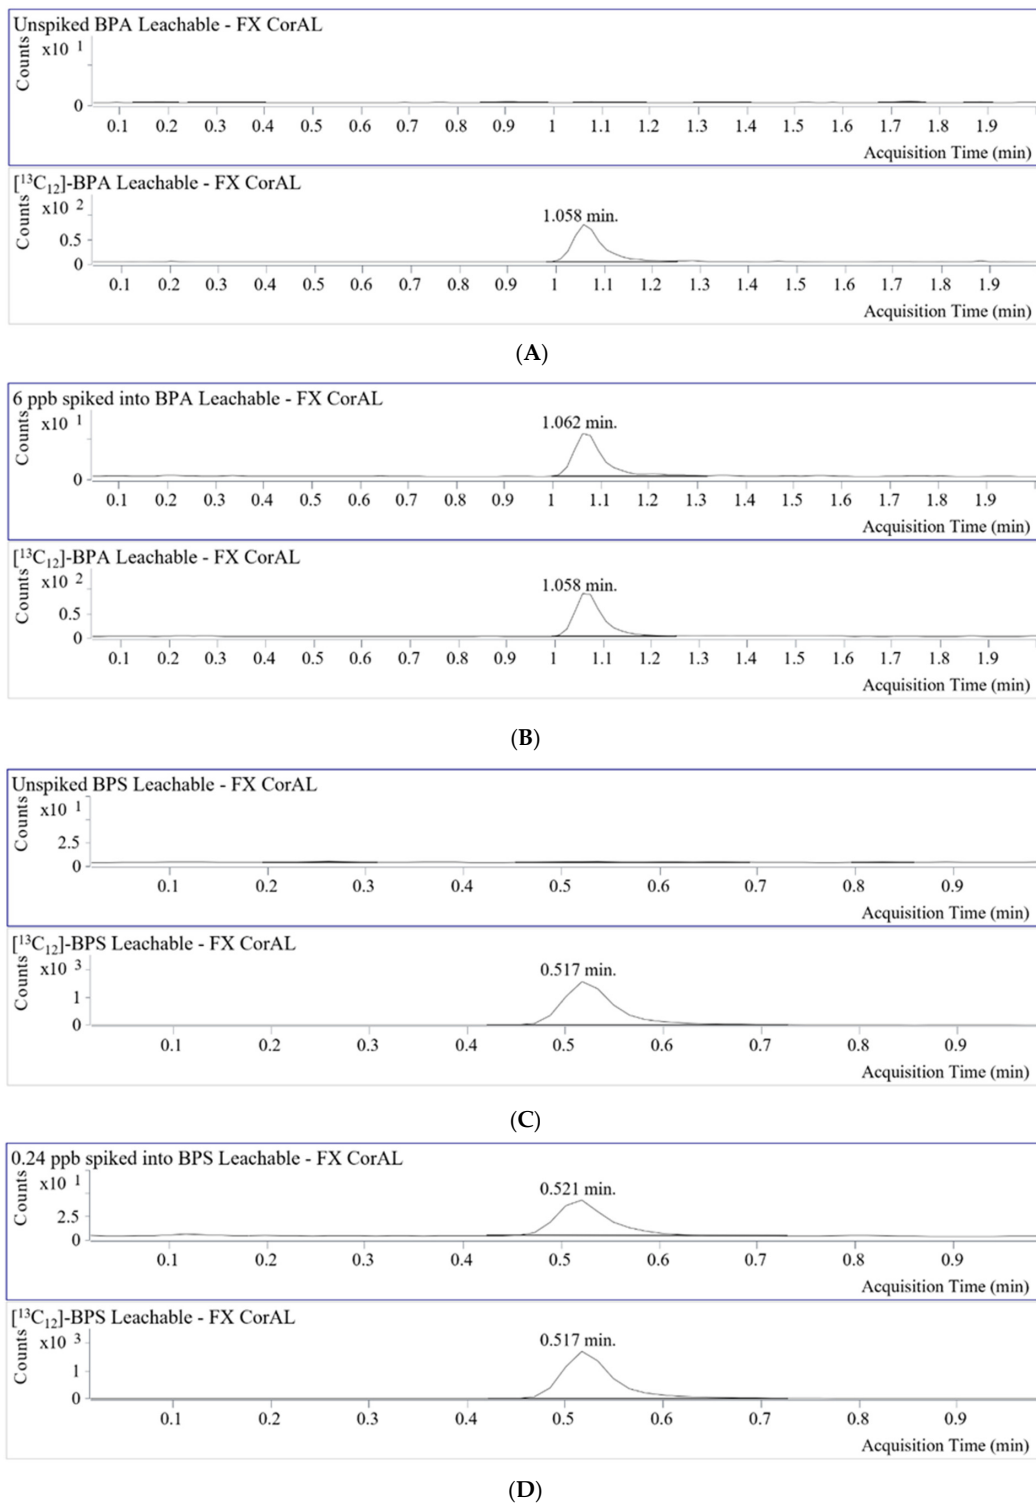 Unspiked BPA Leachable - FX CorAL
Counts
x10 1
0
0.1 0.2 0.3 0.4 0.5 0.6 0.7 0.8 0.9 1 1.1 1.2 1.3 1.4 1.5 1.6 1.7 1.8 1.9
Acquisition Time (min)
[¹³C₁₂]-BPA Leachable - FX CorAL
Counts
x10 2
1.058 min.
0.5
0
0.1 0.2 0.3 0.4 0.5 0.6 0.7 0.8 0.9 1 1.1 1.2 1.3 1.4 1.5 1.6 1.7 1.8 1.9
Acquisition Time (min)
(A)
6 ppb spiked into BPA Leachable - FX CorAL
Counts
x10 1
1.062 min.
0
0.1 0.2 0.3 0.4 0.5 0.6 0.7 0.8 0.9 1 1.1 1.2 1.3 1.4 1.5 1.6 1.7 1.8 1.9
Acquisition Time (min)
[¹³C₁₂]-BPA Leachable - FX CorAL
Counts
x10 2
1.058 min.
0.5
0
0.1 0.2 0.3 0.4 0.5 0.6 0.7 0.8 0.9 1 1.1 1.2 1.3 1.4 1.5 1.6 1.7 1.8 1.9
Acquisition Time (min)
(B)
Unspiked BPS Leachable - FX CorAL
Counts
x10 1
2.5
0
0.1 0.2 0.3 0.4 0.5 0.6 0.7 0.8 0.9
Acquisition Time (min)
[¹³C₁₂]-BPS Leachable - FX CorAL
Counts
x10 3
0.517 min.
1
0
0.1 0.2 0.3 0.4 0.5 0.6 0.7 0.8 0.9
Acquisition Time (min)
(C)
0.24 ppb spiked into BPS Leachable - FX CorAL
Counts
x10 1
0.521 min.
2.5
0
0.1 0.2 0.3 0.4 0.5 0.6 0.7 0.8 0.9
Acquisition Time (min)
[¹³C₁₂]-BPS Leachable - FX CorAL
Counts
x10 3
0.517 min.
1
0
0.1 0.2 0.3 0.4 0.5 0.6 0.7 0.8 0.9
Acquisition Time (min)
(D)